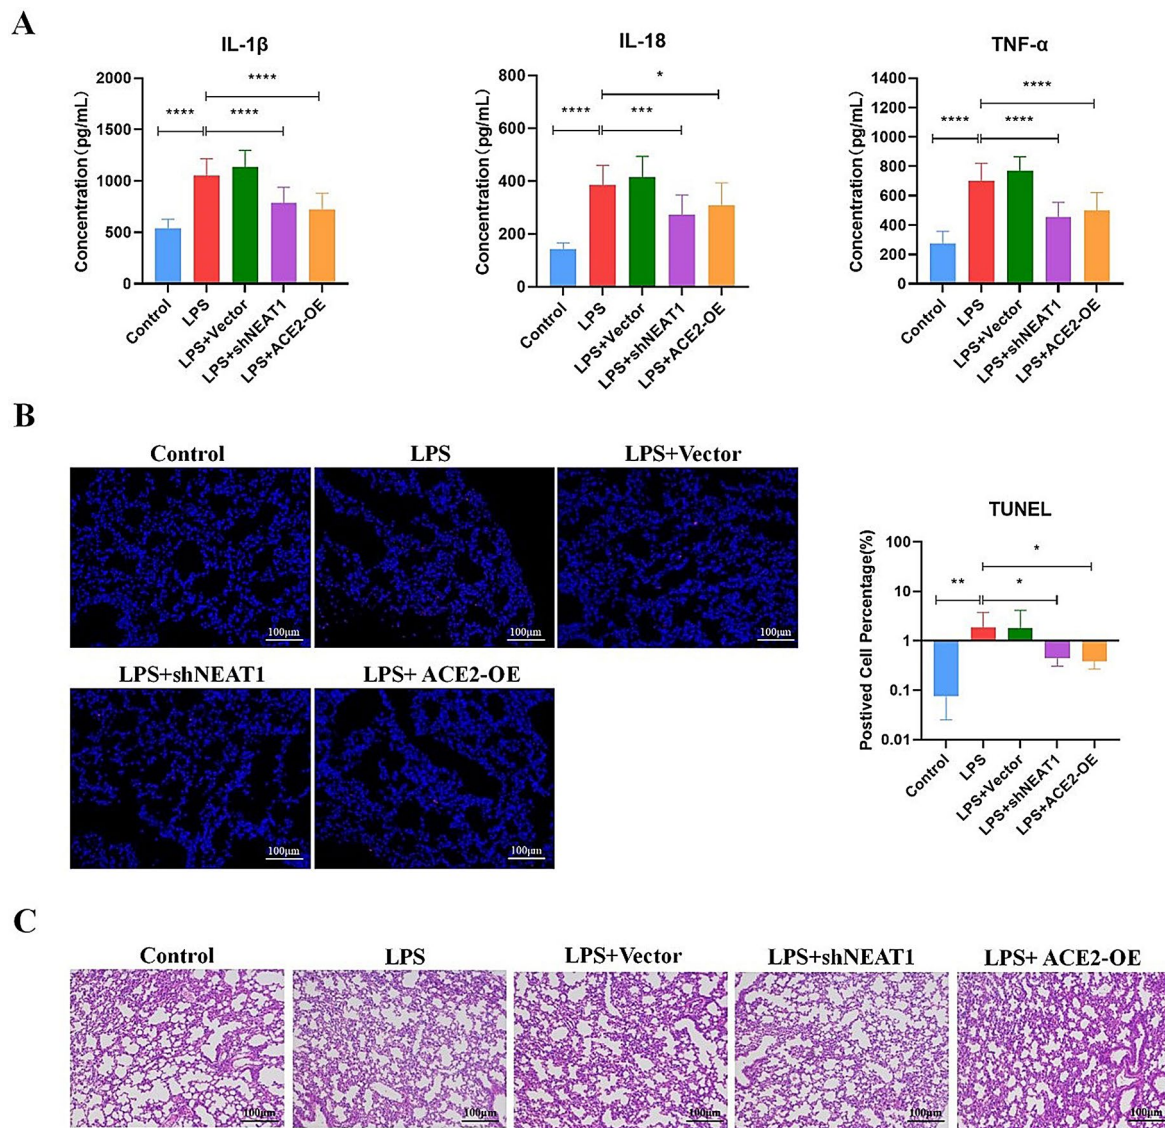 A
IL-1β
IL-18
TNF-α
Concentration (pg/mL)
2000
1500
1000
500
0
****
****
****
Control
LPS
LPS+Vector
LPS+shNEAT1
LPS+ACE2-OE
Concentration (pg/mL)
800
600
400
200
0
*
****
***
Control
LPS
LPS+Vector
LPS+shNEAT1
LPS+ACE2-OE
Concentration (pg/mL)
1400
1200
1000
800
600
400
200
0
****
****
****
Control
LPS
LPS+Vector
LPS+shNEAT1
LPS+ACE2-OE
B
Control
LPS
LPS+Vector
100μm
100μm
100μm
LPS+shNEAT1
LPS+ ACE2-OE
100μm
100μm
TUNEL
Postived Cell Percentage(%)
100
10
1
0.1
0.01
*
**
*
Control
LPS
LPS+Vector
LPS+shNEAT1
LPS+ACE2-OE
C
Control
LPS
LPS+Vector
LPS+shNEAT1
LPS+ ACE2-OE
100μm
100μm
100μm
100μm
100μm